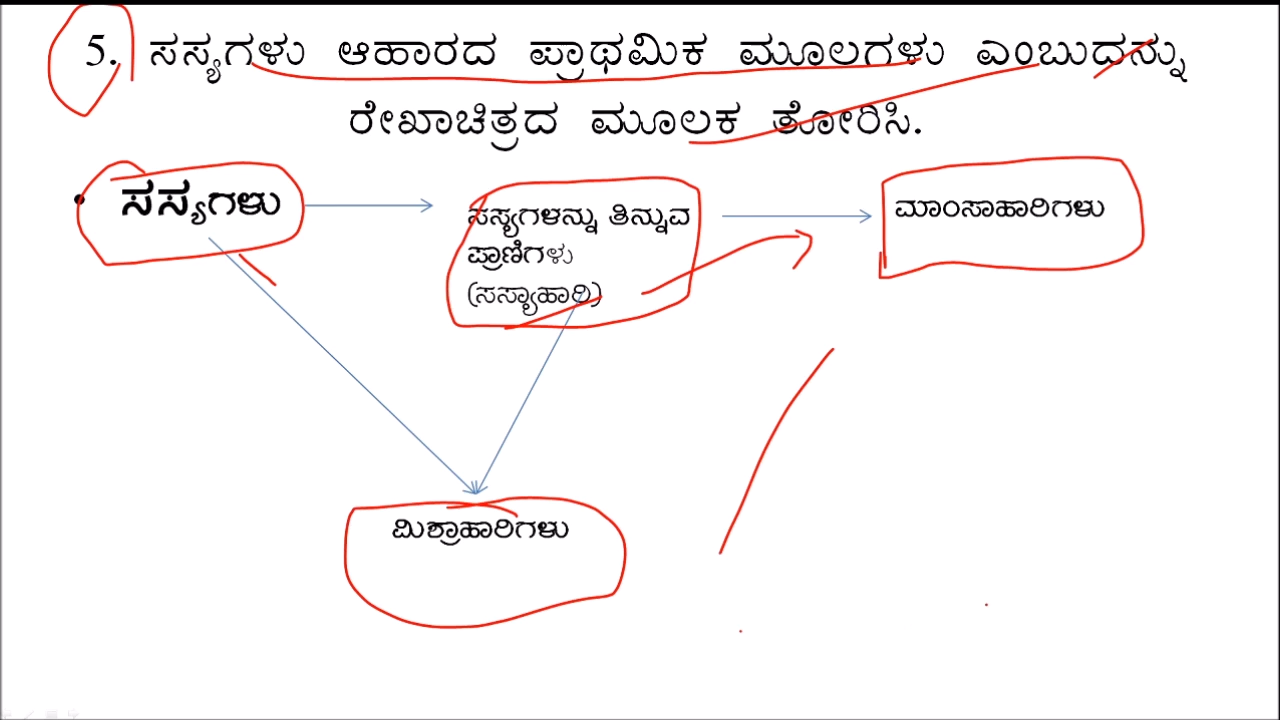 5. ಸಸ್ಯಗಳು ಆಹಾರದ ಪ್ರಾಥಮಿಕ ಮೂಲಗಳು ಎಂಬುದನ್ನು
ರೇಖಾಚಿತ್ರದ ಮೂಲಕ ತೋರಿಸಿ.
• ಸಸ್ಯಗಳು
ಸಸ್ಯಗಳನ್ನು ತಿನ್ನುವ
ಪ್ರಾಣಿಗಳು
(ಸಸ್ಯಾಹಾರಿ)
ಮಾಂಸಾಹಾರಿಗಳು
ಮಿಶ್ರಾಹಾರಿಗಳು